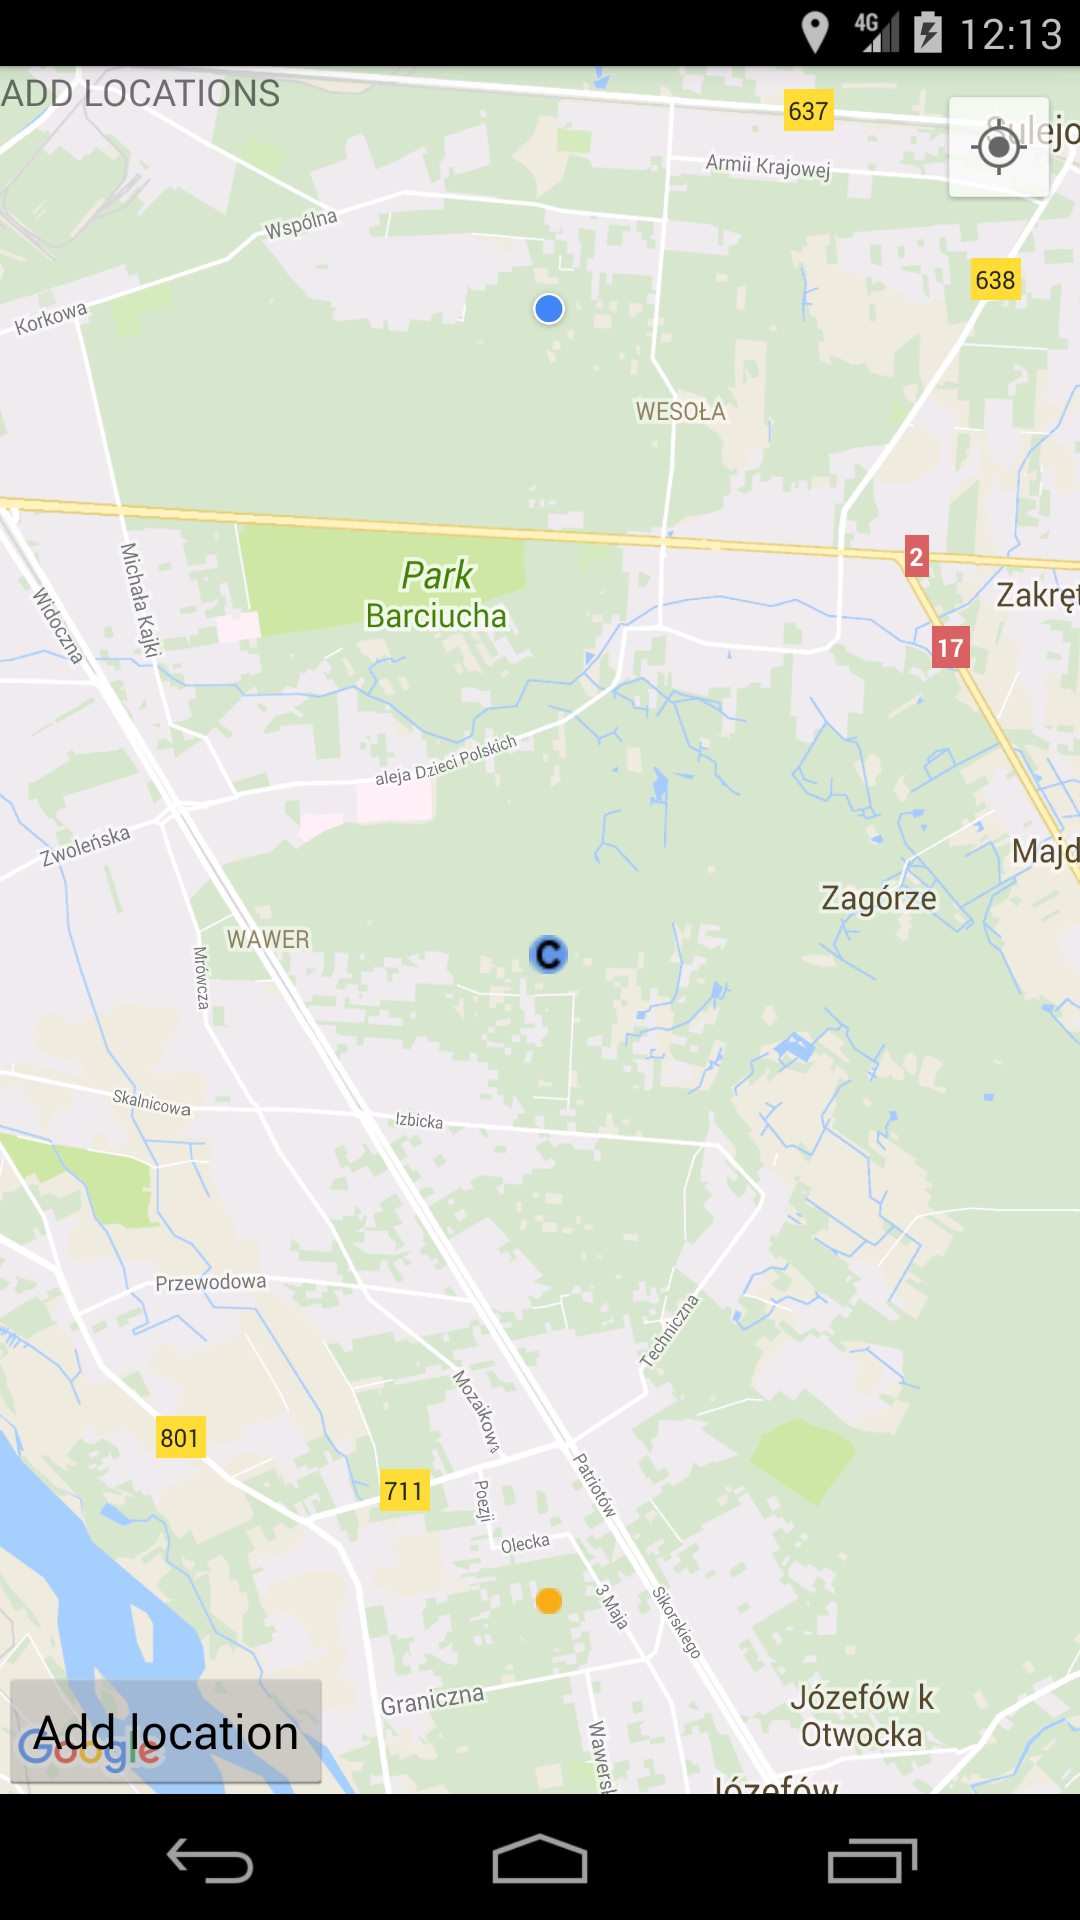 4G 12:13
ADD LOCATIONS
637
Sulejo
Armii Krajowej
Wspólna
638
Korkowa
WESOŁA
2
Park
Barciucha
Zakręt
Michała Kajki
Widoczna
17
aleja Dzieci Polskich
Zwoleńska
Majd
Zagórze
WAWER
C
Mrówcza
Skalnicowa
Izbicka
Przewodowa
Techniczna
Mozaikowa
801
711
Patriotów
Poezji
Olecka
3 Maja
Sikorskiego
Graniczna
Józefów k
Otwocka
Add location
Google
Wawersk
Józefów